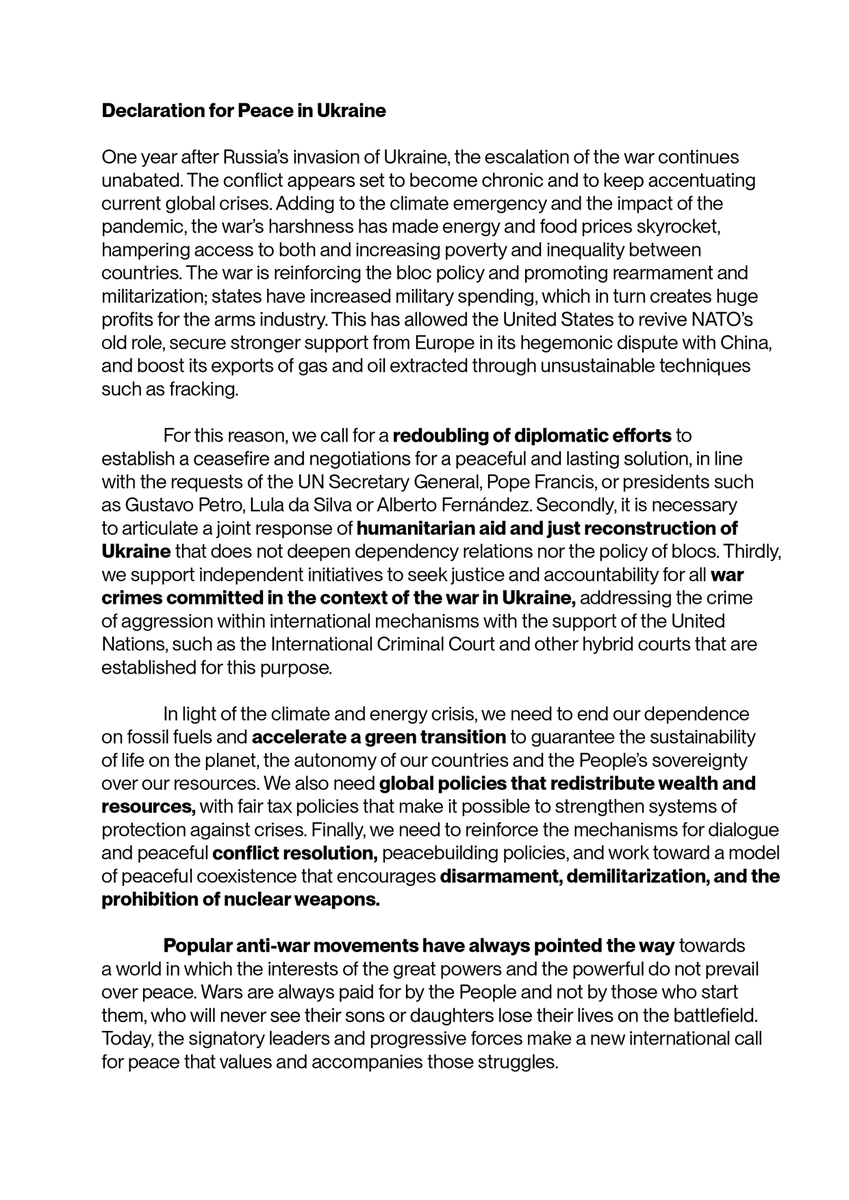 Declaration for Peace in Ukraine
One year after Russia’s invasion of Ukraine, the escalation of the war continues
unabated. The conflict appears set to become chronic and to keep accentuating
current global crises. Adding to the climate emergency and the impact of the
pandemic, the war’s harshness has made energy and food prices skyrocket,
hampering access to both and increasing poverty and inequality between
countries. The war is reinforcing the bloc policy and promoting rearmament and
militarization; states have increased military spending, which in turn creates huge
profits for the arms industry. This has allowed the United States to revive NATO’s
old role, secure stronger support from Europe in its hegemonic dispute with China,
and boost its exports of gas and oil extracted through unsustainable techniques
such as fracking.
For this reason, we call for a redoubling of diplomatic efforts to
establish a ceasefire and negotiations for a peaceful and lasting solution, in line
with the requests of the UN Secretary General, Pope Francis, or presidents such
as Gustavo Petro, Lula da Silva or Alberto Fernández. Secondly, it is necessary
to articulate a joint response of humanitarian aid and just reconstruction of
Ukraine that does not deepen dependency relations nor the policy of blocs. Thirdly,
we support independent initiatives to seek justice and accountability for all war
crimes committed in the context of the war in Ukraine, addressing the crime
of aggression within international mechanisms with the support of the United
Nations, such as the International Criminal Court and other hybrid courts that are
established for this purpose.
In light of the climate and energy crisis, we need to end our dependence
on fossil fuels and accelerate a green transition to guarantee the sustainability
of life on the planet, the autonomy of our countries and the People’s sovereignty
over our resources. We also need global policies that redistribute wealth and
resources, with fair tax policies that make it possible to strengthen systems of
protection against crises. Finally, we need to reinforce the mechanisms for dialogue
and peaceful conflict resolution, peacebuilding policies, and work toward a model
of peaceful coexistence that encourages disarmament, demilitarization, and the
prohibition of nuclear weapons.
Popular anti-war movements have always pointed the way towards
a world in which the interests of the great powers and the powerful do not prevail
over peace. Wars are always paid for by the People and not by those who start
them, who will never see their sons or daughters lose their lives on the battlefield.
Today, the signatory leaders and progressive forces make a new international call
for peace that values and accompanies those struggles.